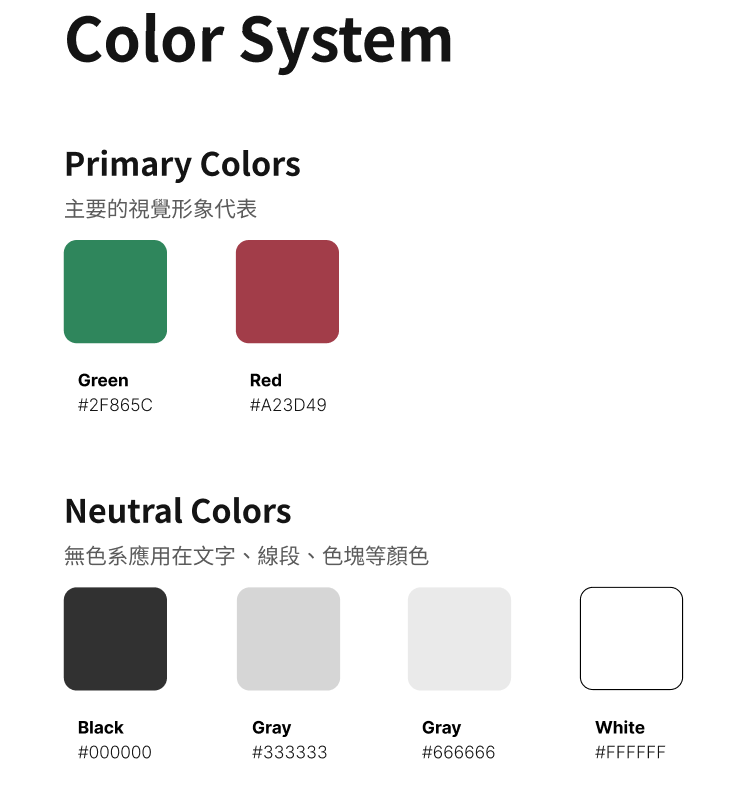 Color System
Primary Colors
主要的視覺形象代表
Green
#2F865C
Red
#A23D49
Neutral Colors
無色系應用在文字、線段、色塊等顏色
Black
#000000
Gray
#333333
Gray
#666666
White
#FFFFFF